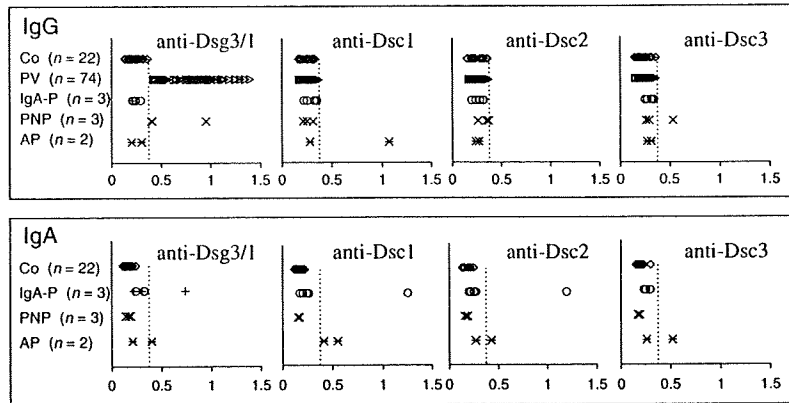 IgG
anti-Dsg3/1 anti-Dsc1 anti-Dsc2 anti-Dsc3
Co (n = 22)
PV (n = 74)
IgA-P (n = 3)
PNP (n = 3)
AP (n = 2)
0 0.5 1 1.5 0 0.5 1 1.5 0 0.5 1 1.5 0 0.5 1 1.5
IgA
anti-Dsg3/1 anti-Dsc1 anti-Dsc2 anti-Dsc3
Co (n = 22)
IgA-P (n = 3)
PNP (n = 3)
AP (n = 2)
0 0.5 1 1.5 0 0.5 1 1.5 0 0.5 1 1.5 0 0.5 1 1.5